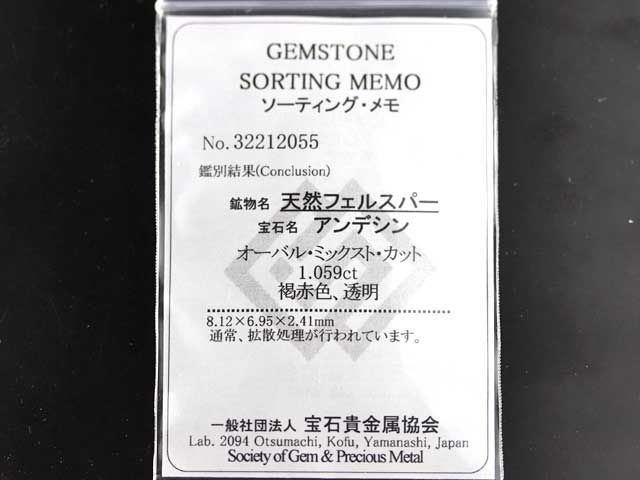 GEMSTONE
SORTING MEMO
ソーティング・メモ
No. 32212055
鑑別結果(Conclusion)
鉱物名 天然フェルスパー
宝石名 アンデシン
オーバル・ミックスト・カット
1.059ct
褐赤色、透明
8.12×6.95×2.41mm
通常、拡散処理が行われています。
一般社団法人 宝石貴金属協会
Lab. 2094 Otsumachi, Kofu, Yamanashi, Japan
Society of Gem & Precious Metal